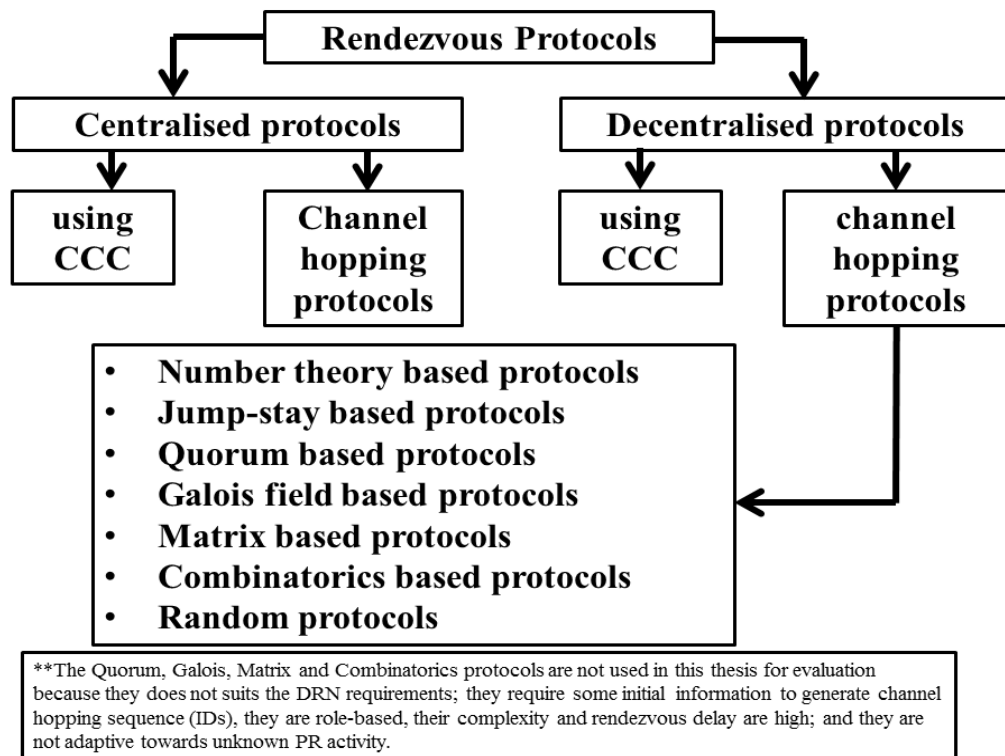 Rendezvous Protocols
Centralised protocols
Decentralised protocols
using
CCC
Channel
hopping
protocols
using
CCC
channel
hopping
protocols
• Number theory based protocols
• Jump-stay based protocols
• Quorum based protocols
• Galois field based protocols
• Matrix based protocols
• Combinatorics based protocols
• Random protocols
**The Quorum, Galois, Matrix and Combinatorics protocols are not used in this thesis for evaluation
because they does not suits the DRN requirements; they require some initial information to generate channel
hopping sequence (IDs), they are role-based, their complexity and rendezvous delay are high; and they are
not adaptive towards unknown PR activity.